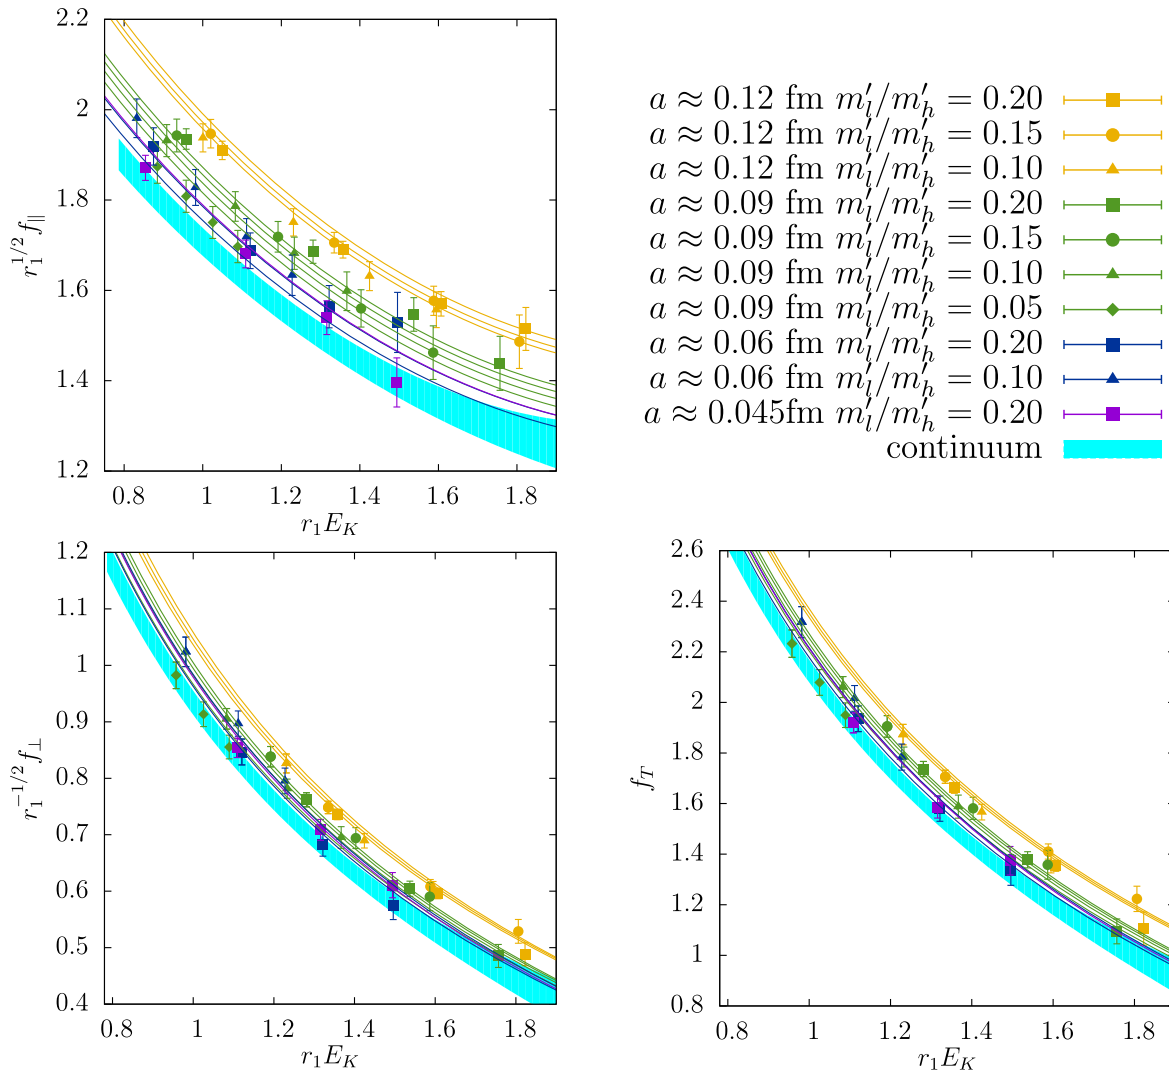 2.2
2
1.8
1.6
1.4
1.2
r₁^{1/2} f_∥
0.8 1 1.2 1.4 1.6 1.8
r₁E_K
a ≈ 0.12 fm m′_l/m′_h = 0.20
a ≈ 0.12 fm m′_l/m′_h = 0.15
a ≈ 0.12 fm m′_l/m′_h = 0.10
a ≈ 0.09 fm m′_l/m′_h = 0.20
a ≈ 0.09 fm m′_l/m′_h = 0.15
a ≈ 0.09 fm m′_l/m′_h = 0.10
a ≈ 0.09 fm m′_l/m′_h = 0.05
a ≈ 0.06 fm m′_l/m′_h = 0.20
a ≈ 0.06 fm m′_l/m′_h = 0.10
a ≈ 0.045fm m′_l/m′_h = 0.20
continuum
1.2
1.1
1
0.9
0.8
0.7
0.6
0.5
0.4
r₁^{−1/2} f_⊥
0.8 1 1.2 1.4 1.6 1.8
r₁E_K
2.6
2.4
2.2
2
1.8
1.6
1.4
1.2
1
0.8
f_T
0.8 1 1.2 1.4 1.6 1.8
r₁E_K